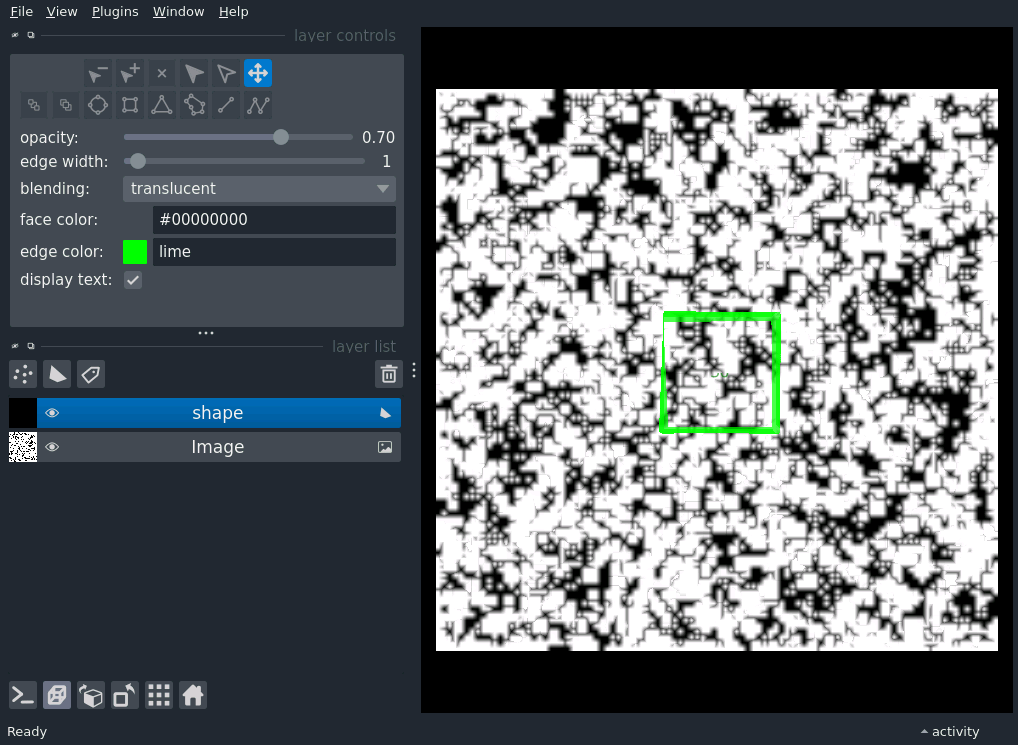 File View Plugins Window Help
layer controls
opacity: 0.70
edge width: 1
blending: translucent
face color: #00000000
edge color: lime
display text:
layer list
shape
Image
Ready
activity